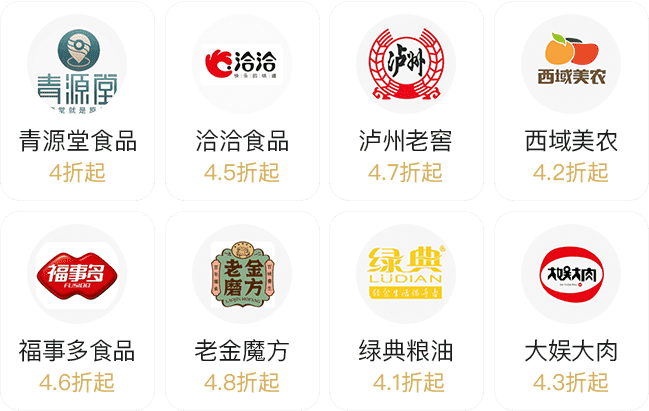 青源堂
洽洽
快乐的味道
泸州
西域美农
青源堂食品
洽洽食品
泸州老窖
西域美农
4折起
4.5折起
4.7折起
4.2折起
福事多
FUSIDO
老金
磨方
LAOJIN MOFANG
绿典
LUDIAN
大娱大肉
福事多食品
老金魔方
绿典粮油
大娱大肉
4.6折起
4.8折起
4.1折起
4.3折起